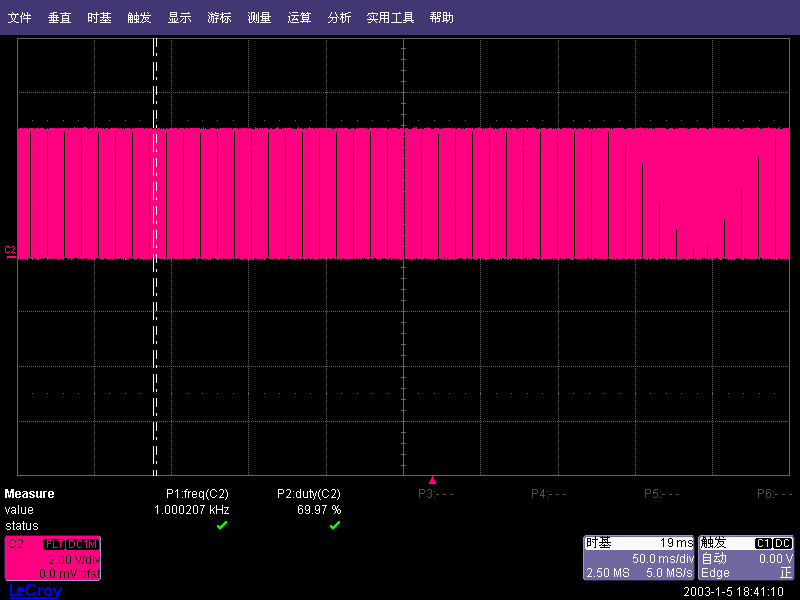 文件 垂直 时基 触发 显示 游标 测量 运算 分析 实用工具 帮助
C2
Measure P1:freq(C2) P2:duty(C2) P3:--- P4:--- P5:--- P6:---
value 1.000207 kHz 69.97 %
status
C2 FLT DC1M
2.00 V/div
0.0 mV ofst
时基 19 ms
50.0 ms/div
2.50 MS 5.0 MS/s
触发 C1 DC
自动 0.00 V
Edge 正
LeCroy
2003-1-5 18:41:10